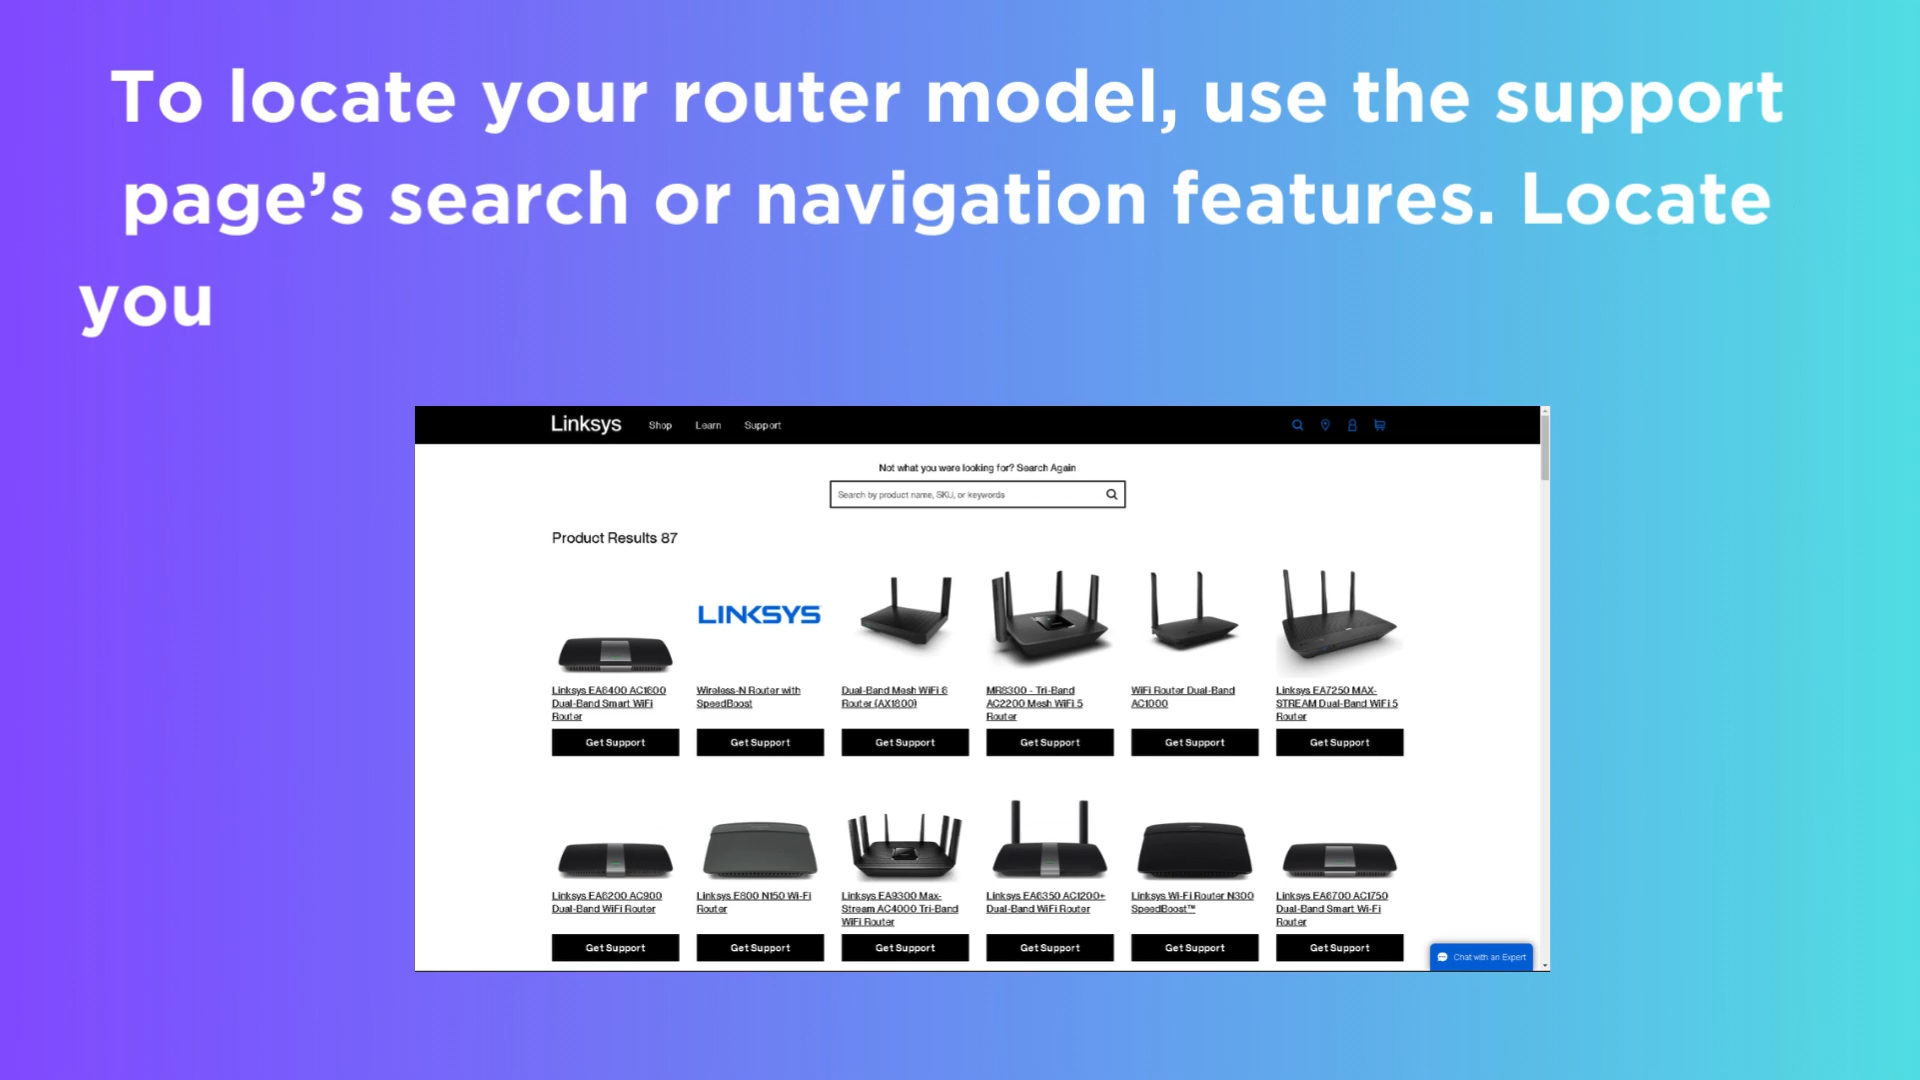 To locate your router model, use the support
page’s search or navigation features. Locate
you
Linksys Shop Learn Support
Not what you were looking for? Search Again
Search by product name, SKU, or keywords
Product Results 87
LINKSYS
Linksys EA6400 AC1600
Dual-Band Smart WiFi
Router
Wireless-N Router with
SpeedBoost
Dual-Band Mesh WiFi 6
Router (AX1800)
MR8300 - Tri-Band
AC2200 Mesh WiFi 5
Router
WiFi Router Dual-Band
AC1000
Linksys EA7250 MAX-
STREAM Dual-Band WiFi 5
Router
Get Support Get Support Get Support Get Support Get Support Get Support
Linksys EA6200 AC900
Dual-Band WiFi Router
Linksys E800 N150 Wi-Fi
Router
Linksys EA9300 Max-
Stream AC4000 Tri-Band
WiFi Router
Linksys EA6350 AC1200+
Dual-Band WiFi Router
Linksys Wi-Fi Router N300
SpeedBoost™
Linksys EA6700 AC1750
Dual-Band Smart Wi-Fi
Router
Get Support Get Support Get Support Get Support Get Support Get Support
Chat with an Expert